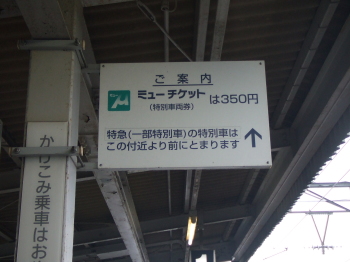 ご案内
ミューチケット は350円
(特別車両券)
特急(一部特別車)の特別車は
この付近より前にとまります
かけこみ乗車はお